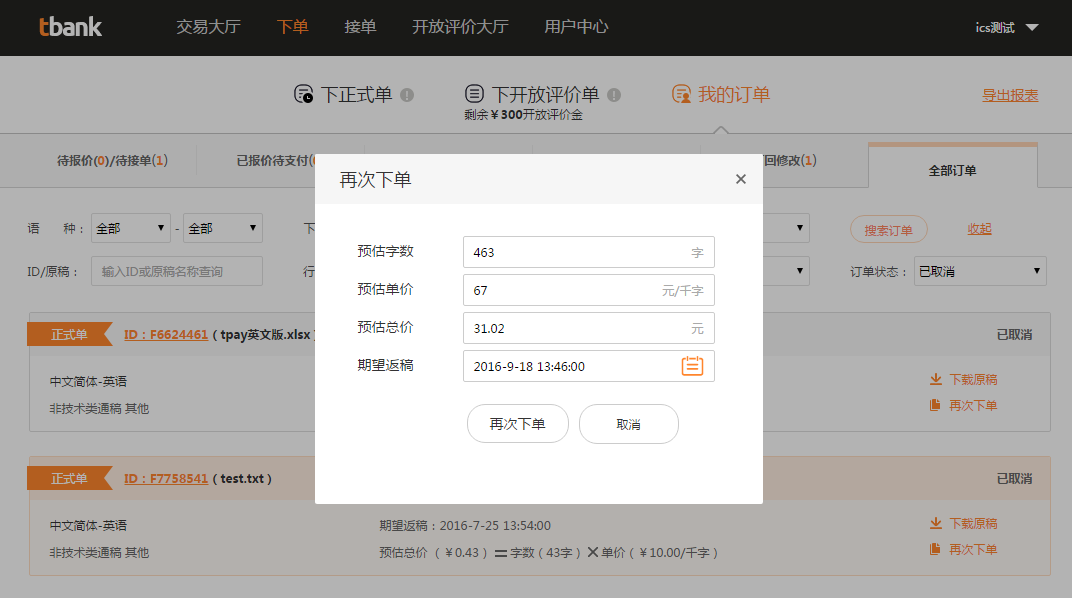 tbank 交易大厅 下单 接单 开放评价大厅 用户中心 ics测试
下正式单 下开放评价单 我的订单 导出报表
剩余￥300开放评价金
待报价(0)/待接单(1) 已报价待支付( 回修改(1) 全部订单
再次下单
语 种： 全部 - 全部 下 搜索订单 收起
ID/原稿： 输入ID或原稿名称查询 行 订单状态： 已取消
预估字数 463 字
预估单价 67 元/千字
预估总价 31.02 元
期望返稿 2016-9-18 13:46:00
再次下单 取消
正式单 ID：F6624461 ( tpay英文版.xlsx 已取消
中文简体-英语 下载原稿
非技术类通稿 其他 再次下单
正式单 ID：F7758541 ( test.txt ) 已取消
中文简体-英语 期望返稿：2016-7-25 13:54:00 下载原稿
非技术类通稿 其他 预估总价 （ ￥0.43 ）＝字数（ 43字 ）✕单价（ ￥10.00/千字 ） 再次下单